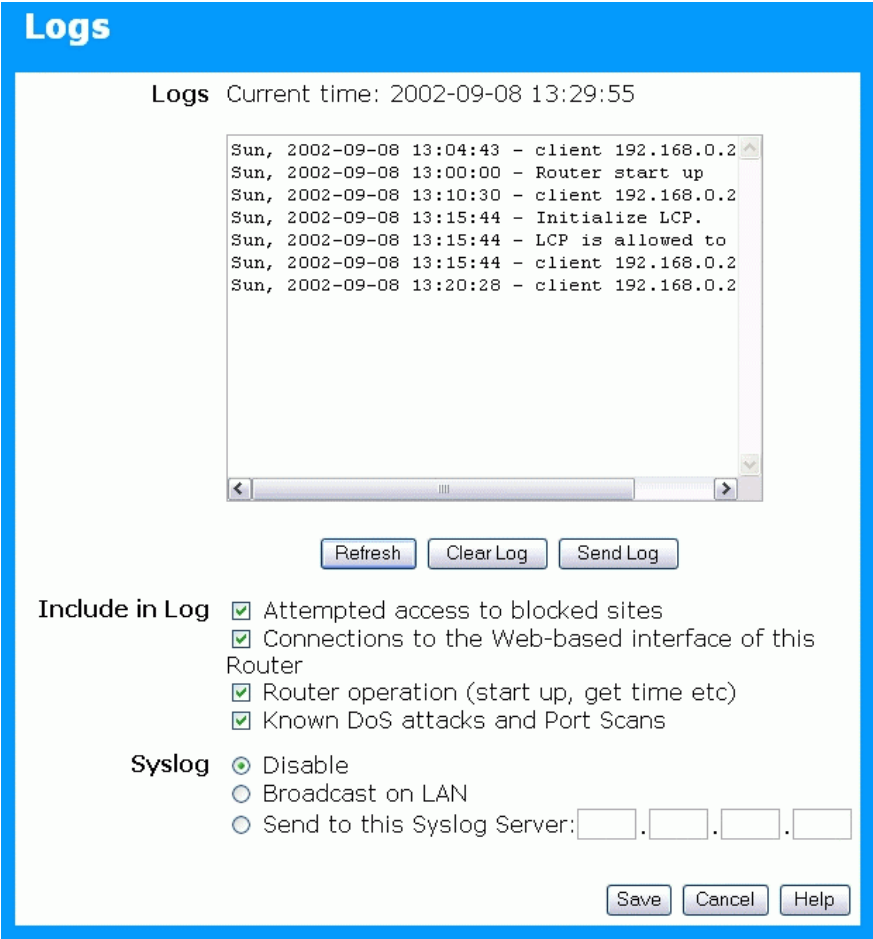 Logs
Logs Current time: 2002-09-08 13:29:55
Sun, 2002-09-08 13:04:43 - client 192.168.0.2
Sun, 2002-09-08 13:00:00 - Router start up
Sun, 2002-09-08 13:10:30 - client 192.168.0.2
Sun, 2002-09-08 13:15:44 - Initialize LCP.
Sun, 2002-09-08 13:15:44 - LCP is allowed to
Sun, 2002-09-08 13:15:44 - client 192.168.0.2
Sun, 2002-09-08 13:20:28 - client 192.168.0.2
Refresh Clear Log Send Log
Include in Log Attempted access to blocked sites
Connections to the Web-based interface of this
Router
Router operation (start up, get time etc)
Known DoS attacks and Port Scans
Syslog Disable
Broadcast on LAN
Send to this Syslog Server: . . .
Save Cancel Help